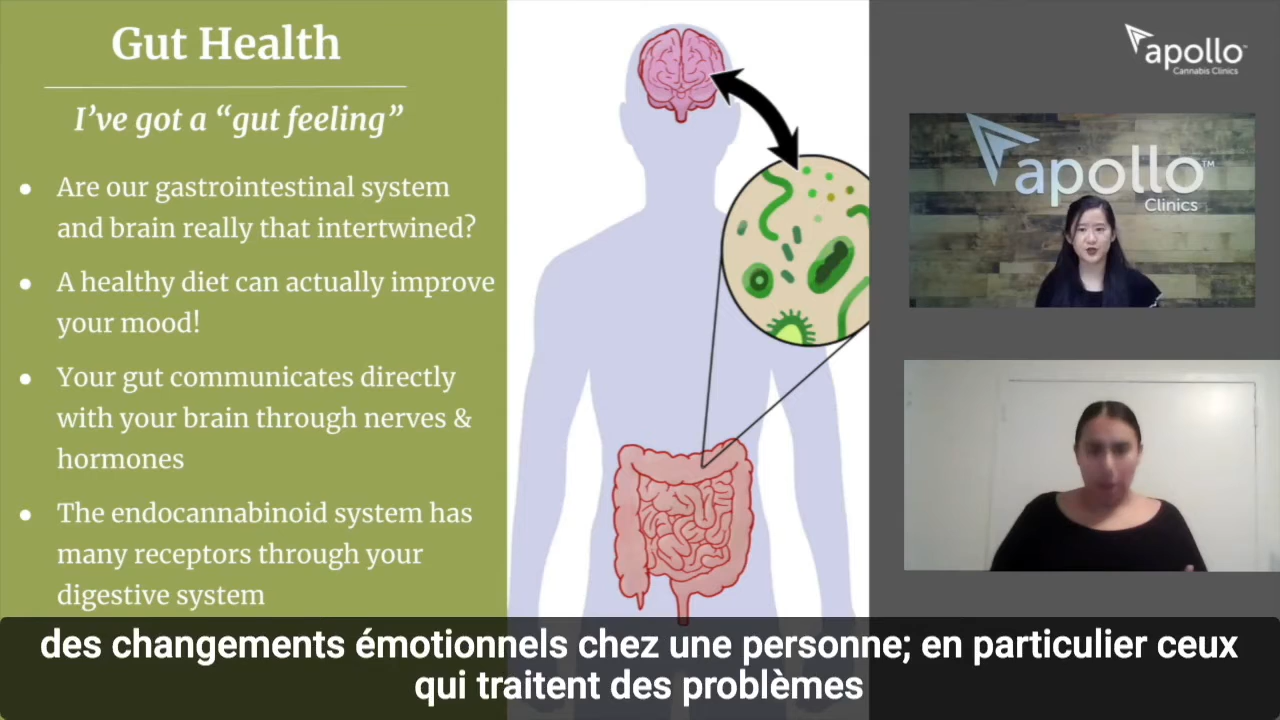 Gut Health
I’ve got a “gut feeling”
● Are our gastrointestinal system
and brain really that intertwined?
● A healthy diet can actually improve
your mood!
● Your gut communicates directly
with your brain through nerves &
hormones
● The endocannabinoid system has
many receptors through your
digestive system
apollo™
Cannabis Clinics
apollo™
Clinics
des changements émotionnels chez une personne; en particulier ceux
qui traitent des problèmes